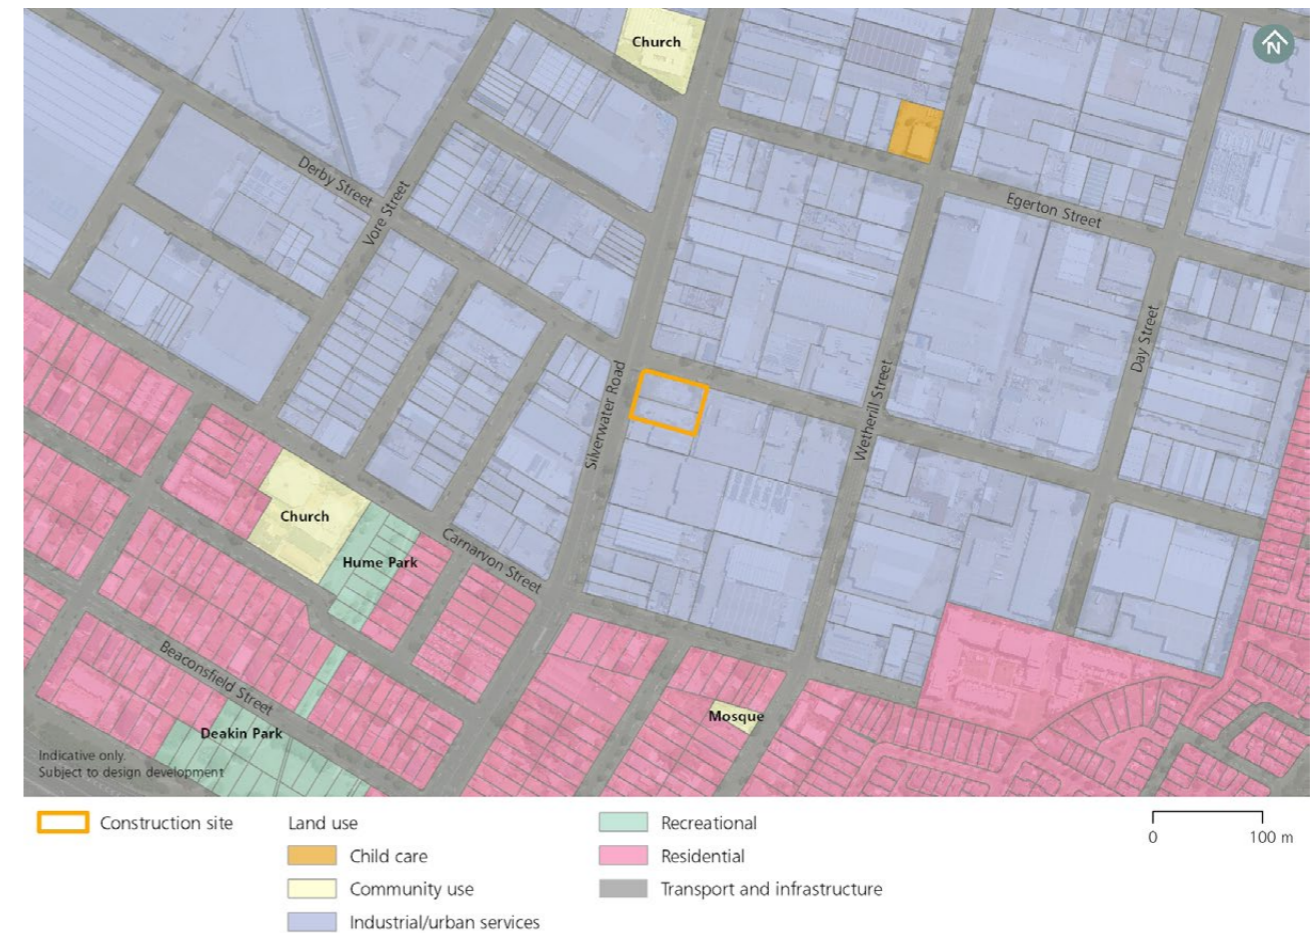 Church
N
Derby Street
Vore Street
Egerton Street
Day Street
Silverwater Road
Wetherill Street
Church
Hume Park
Carnarvon Street
Beaconsfield Street
Mosque
Deakin Park
Indicative only.
Subject to design development
Construction site
Land use
Child care
Community use
Industrial/urban services
Recreational
Residential
Transport and infrastructure
0 100 m